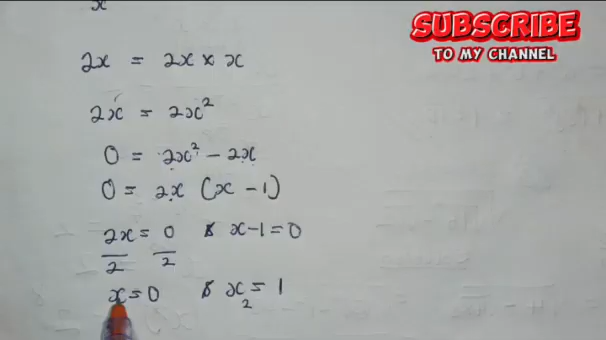 x
SUBSCRIBE
TO MY CHANNEL
2x = 2x × x
2x = 2x²
0 = 2x² - 2x
0 = 2x (x - 1)
2x = 0 & x - 1 = 0
2 2
x = 0 & x₂ = 1